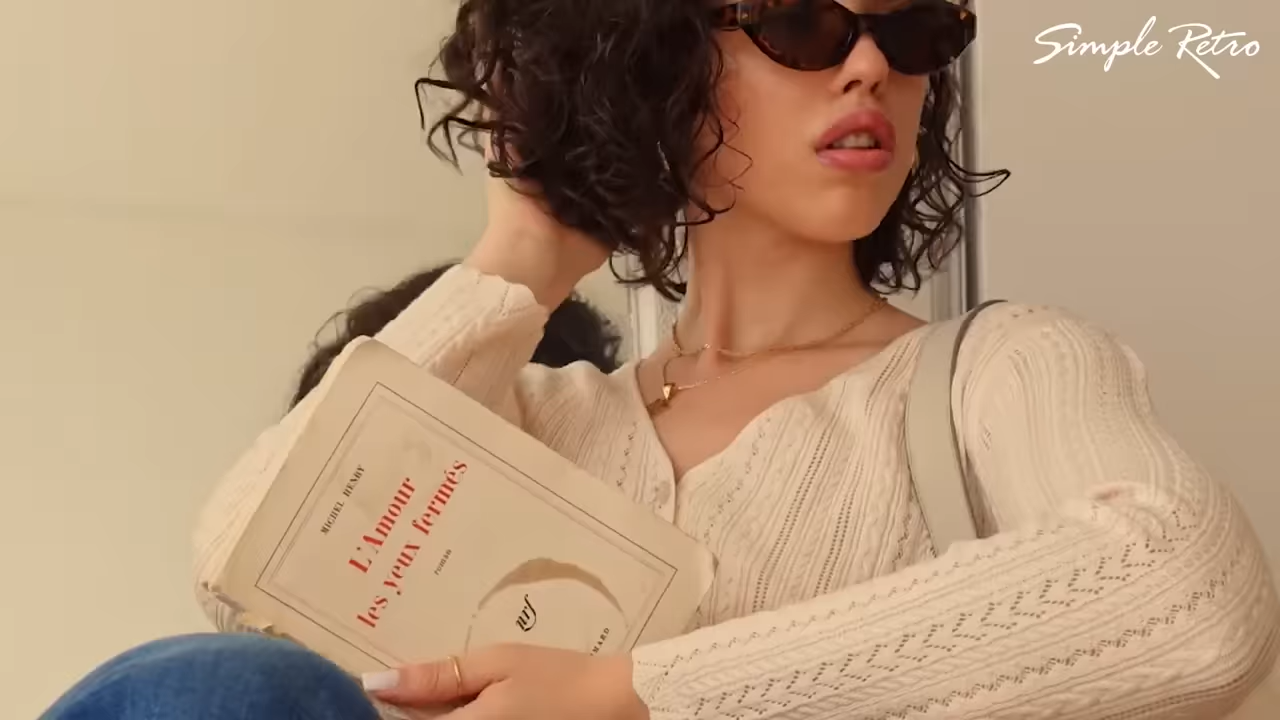 Simple Retro
MICHEL HENRY
L'Amour
les yeux fermés
roman
nrf